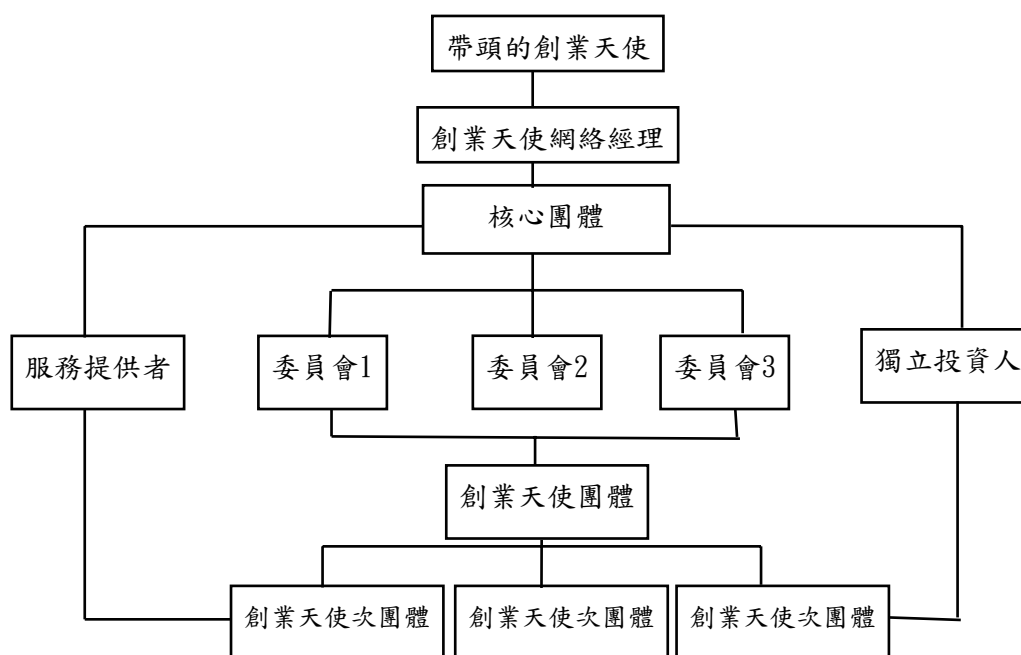 帶頭的創業天使
創業天使網絡經理
核心團體
服務提供者
委員會1
委員會2
委員會3
獨立投資人
創業天使團體
創業天使次團體
創業天使次團體
創業天使次團體